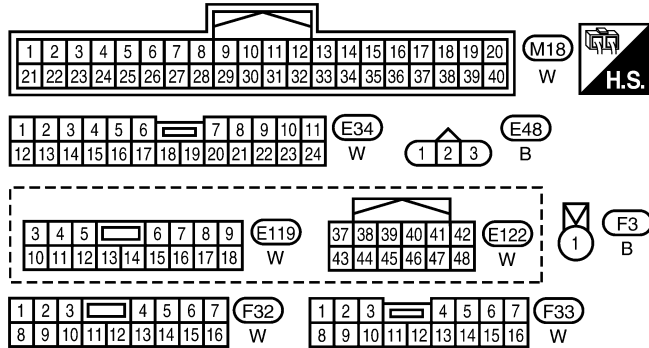 1 2 3 4 5 6 7 8 9 10 11 12 13 14 15 16 17 18 19 20 M18
21 22 23 24 25 26 27 28 29 30 31 32 33 34 35 36 37 38 39 40 W
H.S.
1 2 3 4 5 6 7 8 9 10 11 E34
12 13 14 15 16 17 18 19 20 21 22 23 24 W
E48
1 2 3 B
3 4 5 6 7 8 9 E119
10 11 12 13 14 15 16 17 18 W
37 38 39 40 41 42 E122
43 44 45 46 47 48 W
F3
1 B
1 2 3 4 5 6 7 F32
8 9 10 11 12 13 14 15 16 W
1 2 3 4 5 6 7 F33
8 9 10 11 12 13 14 15 16 W